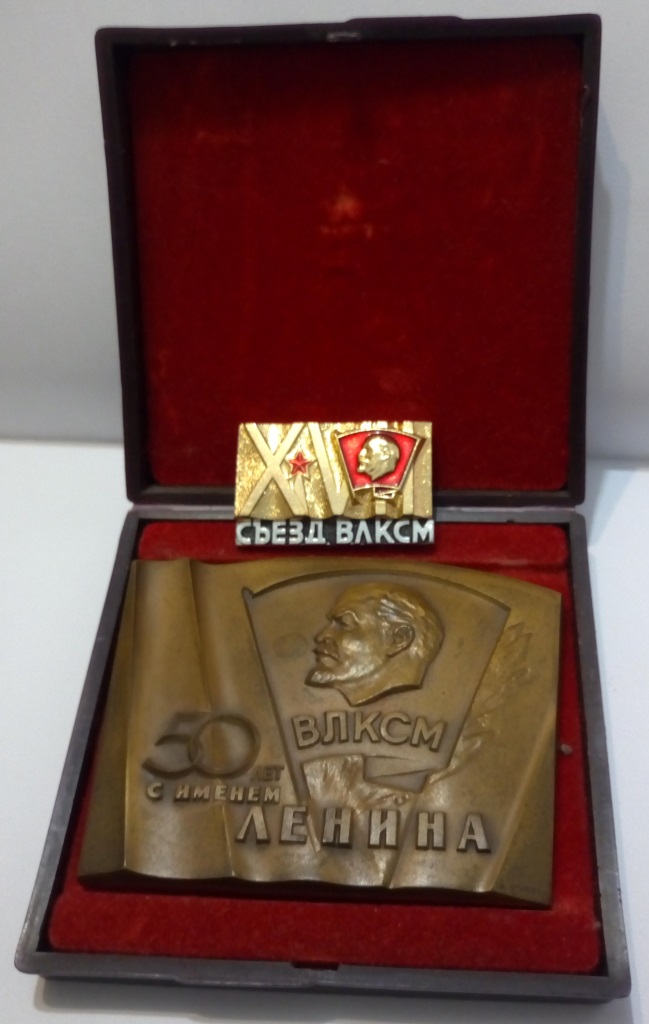 XVII
СЪЕЗД ВЛКСМ
ВЛКСМ
50 ЛЕТ
С ИМЕНЕМ
ЛЕНИНА